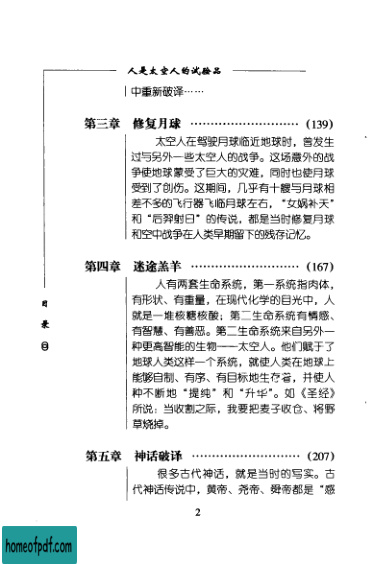 人是太空人的试验品
中重新破译……
第三章 修复月球 ………………………… (139)
太空人在驾驶月球临近地球时，曾发生
过与另外一些太空人的战争。这场意外的战
争使地球蒙受了巨大的灾难，同时也使月球
受到了创伤。这期间，几乎有十艘与月球相
差不多的飞行器飞临月球左右，“女娲补天”
和“后羿射日”的传说，都是当时修复月球
和空中战争在人类早期留下的残存记忆。
第四章 迷途羔羊 ………………………… (167)
人有两套生命系统，第一系统指肉体，
有形状、有重量，在现代化学的目光中，人
就是一堆核糖核酸；第二生命系统有情感、
有智慧、有善恶。第二生命系统来自另外一
种更高智能的生物——太空人。他们赋于了
地球人类这样一个系统，就使人类在地球上
能够自制、有序、有目标地生存着，并使人
种不断地“提纯”和“升华”。如《圣经》
所说：当收割之际，我要把麦子收仓、将野
草烧掉。
第五章 神话破译 ………………………… (207)
很多古代神话，就是当时的写实。古
代神话传说中，黄帝、尧帝、舜帝都是“感
目
录
2
homeofpdf.com